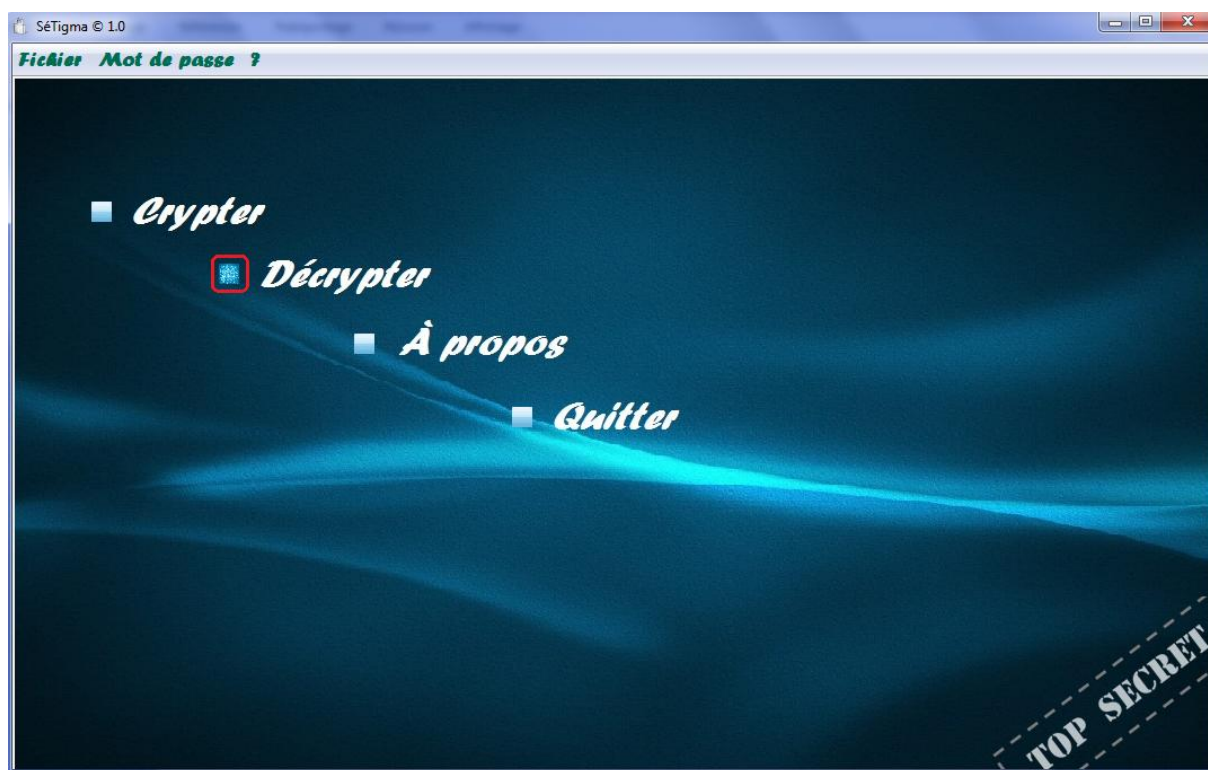 SéTigma © 1.0
Fichier Mot de passe ?
Crypter
Décrypter
À propos
Quitter
TOP SECRET